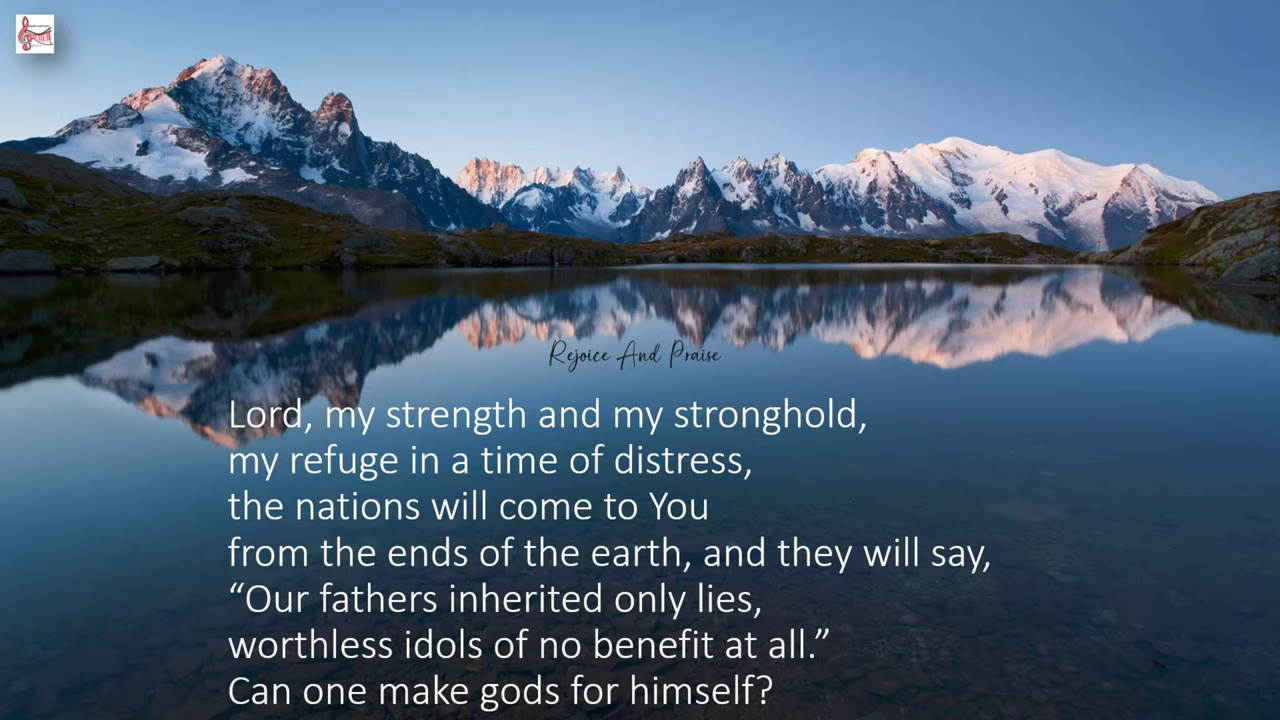 Rejoice And Praise
Lord, my strength and my stronghold,
my refuge in a time of distress,
the nations will come to You
from the ends of the earth, and they will say,
“Our fathers inherited only lies,
worthless idols of no benefit at all.”
Can one make gods for himself?